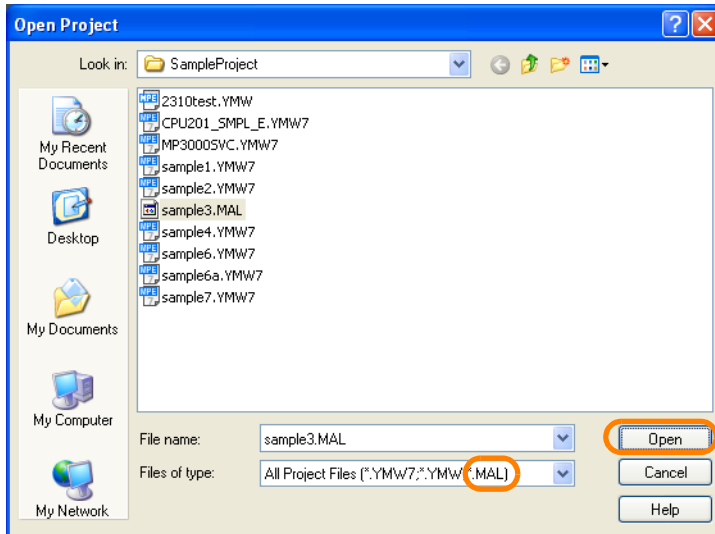 Open Project
Look in: SampleProject
2310test.YMW
CPU201_SMPL_E.YMW7
MP3000SVC.YMW7
sample1.YMW7
sample2.YMW7
sample3.MAL
sample4.YMW7
sample6.YMW7
sample6a.YMW7
sample7.YMW7
My Recent
Documents
Desktop
My Documents
My Computer
My Network
File name: sample3.MAL Open
Files of type: All Project Files (*.YMW7;*.YMW;*.MAL) Cancel
Help